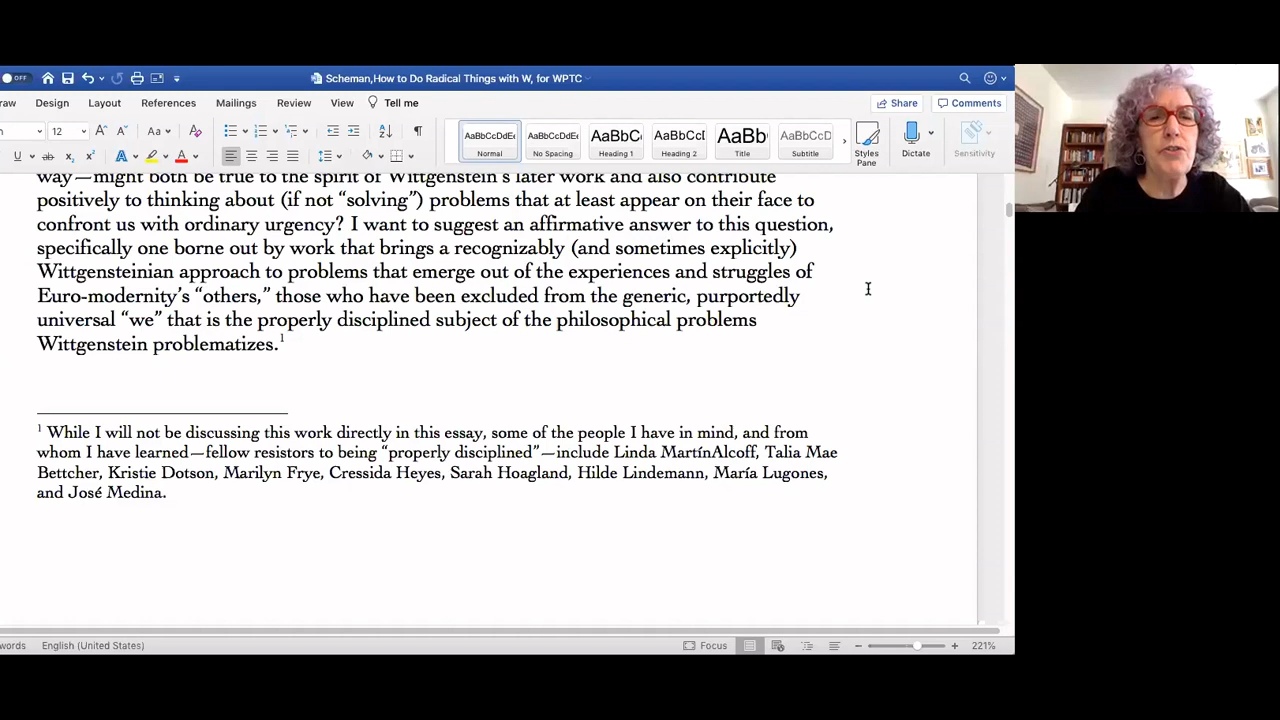 OFF
Scheman,How to Do Radical Things with W, for WPTC
raw Design Layout References Mailings Review View Tell me
Share Comments
12 A A Aa
U ab X₂ X² A A
AaBbCcDdEe AaBbCcDdEe AaBbC AaBbCcD AaBb AaBbCcD
Normal No Spacing Heading 1 Heading 2 Title Subtitle
Styles Pane Dictate Sensitivity
way—might both be true to the spirit of Wittgenstein's later work and also contribute
positively to thinking about (if not “solving”) problems that at least appear on their face to
confront us with ordinary urgency? I want to suggest an affirmative answer to this question,
specifically one borne out by work that brings a recognizably (and sometimes explicitly)
Wittgensteinian approach to problems that emerge out of the experiences and struggles of
Euro-modernity’s “others,” those who have been excluded from the generic, purportedly
universal “we” that is the properly disciplined subject of the philosophical problems
Wittgenstein problematizes.¹
¹ While I will not be discussing this work directly in this essay, some of the people I have in mind, and from
whom I have learned—fellow resistors to being “properly disciplined”—include Linda MartínAlcoff, Talia Mae
Bettcher, Kristie Dotson, Marilyn Frye, Cressida Heyes, Sarah Hoagland, Hilde Lindemann, María Lugones,
and José Medina.
words English (United States) Focus 221%